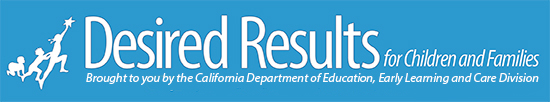 Desired Results for Children and Families
Brought to you by the California Department of Education, Early Learning and Care Division